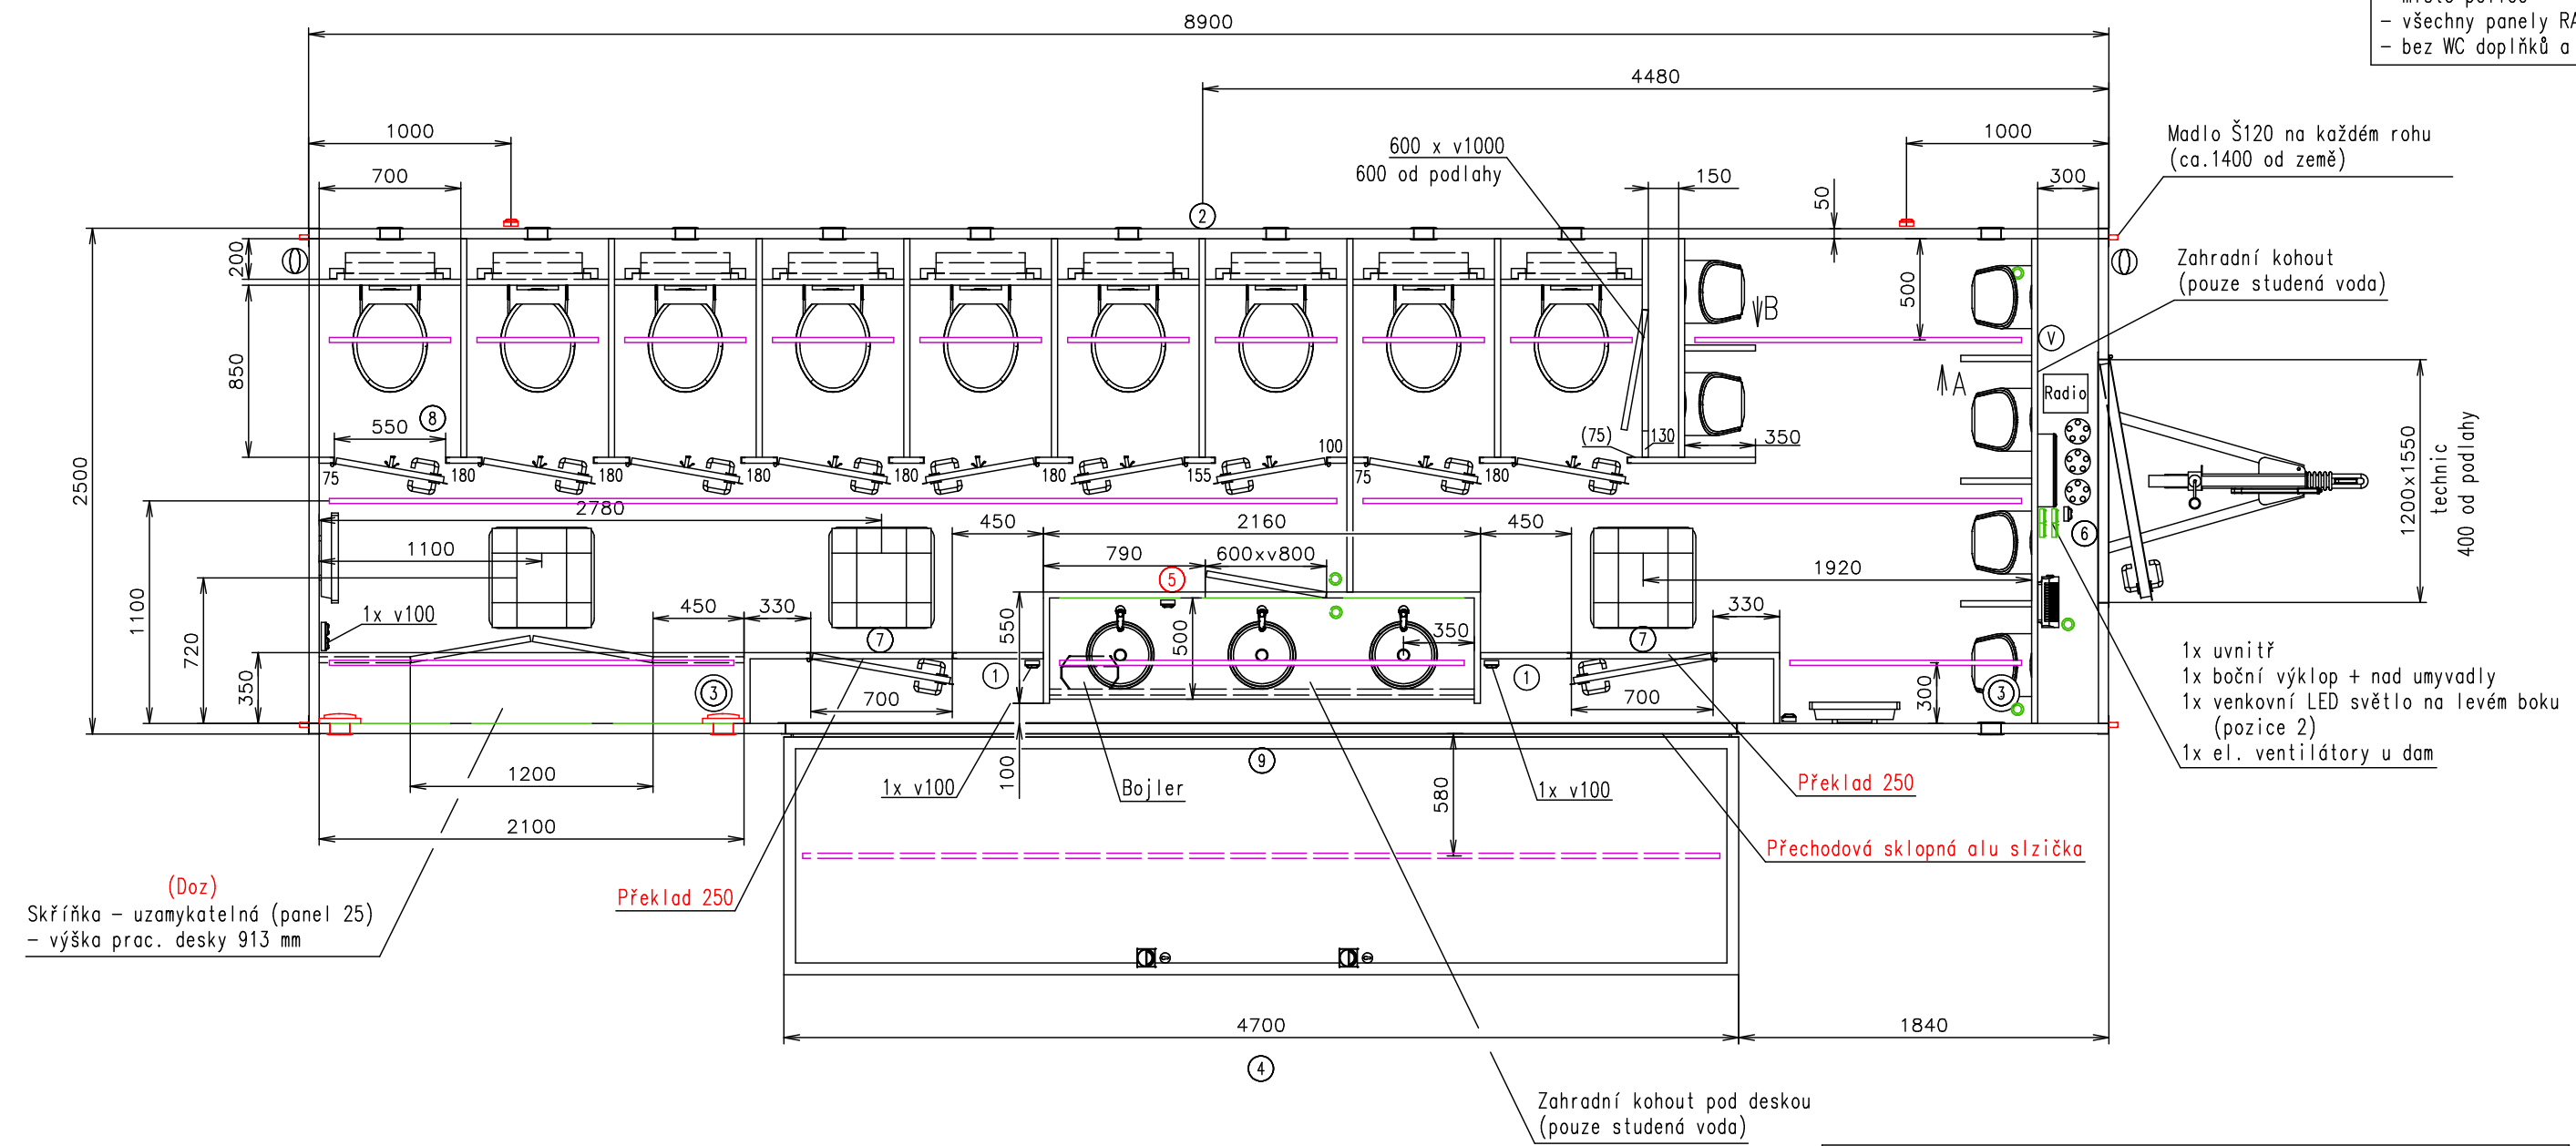 místo police
– všechny panely RA
– bez WC doplňků a
8900
4480
1000
1000
Madlo Š120 na každém rohu
(ca.1400 od země)
600 x v1000
600 od podlahy
700
150
50
300
2
2500
200
850
500
B
A
V
Radio
Zahradní kohout
(pouze studená voda)
550
8
75
180
180
180
180
180
155
100
75
180
(75)
130
350
1200x1550
technic
400 od podlahy
6
2780
1100
450
2160
450
790
600xv800
5
1920
1100
720
350
1x v100
450
330
7
550
500
350
7
330
3
1
1
3
300
700
700
1x uvnitř
1x boční výklop + nad umyvadly
1x venkovní LED světlo na levém boku
(pozice 2)
1x el. ventilátory u dam
1200
1x v100
100
Bojler
9
580
1x v100
Překlad 250
2100
Přechodová sklopná alu slzička
(Doz)
Skříňka – uzamykatelná (panel 25)
– výška prac. desky 913 mm
Překlad 250
4700
1840
4
Zahradní kohout pod deskou
(pouze studená voda)